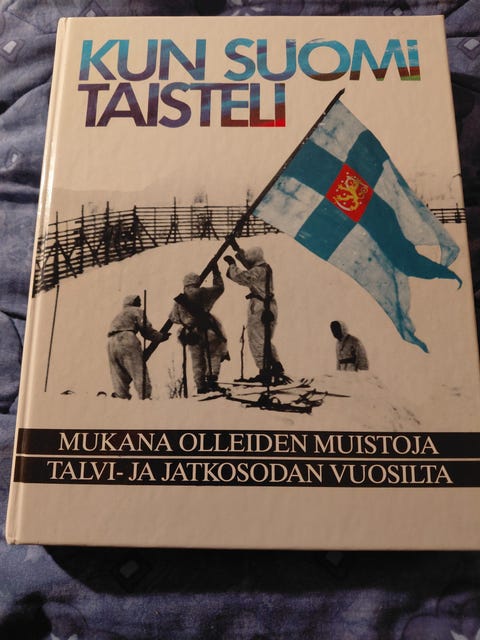 KUN SUOMI
TAISTELI
MUKANA OLLEIDEN MUISTOJA
TALVI- JA JATKOSODAN VUOSILTA